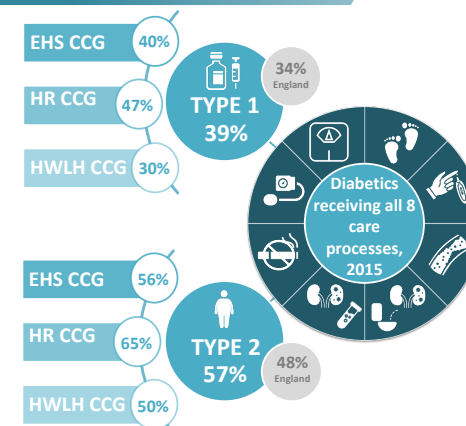 EHS CCG 40%
HR CCG 47%
HWLH CCG 30%
TYPE 1
39%
34%
England
Diabetics
receiving all 8
care
processes,
2015
EHS CCG 56%
HR CCG 65%
HWLH CCG 50%
TYPE 2
57%
48%
England